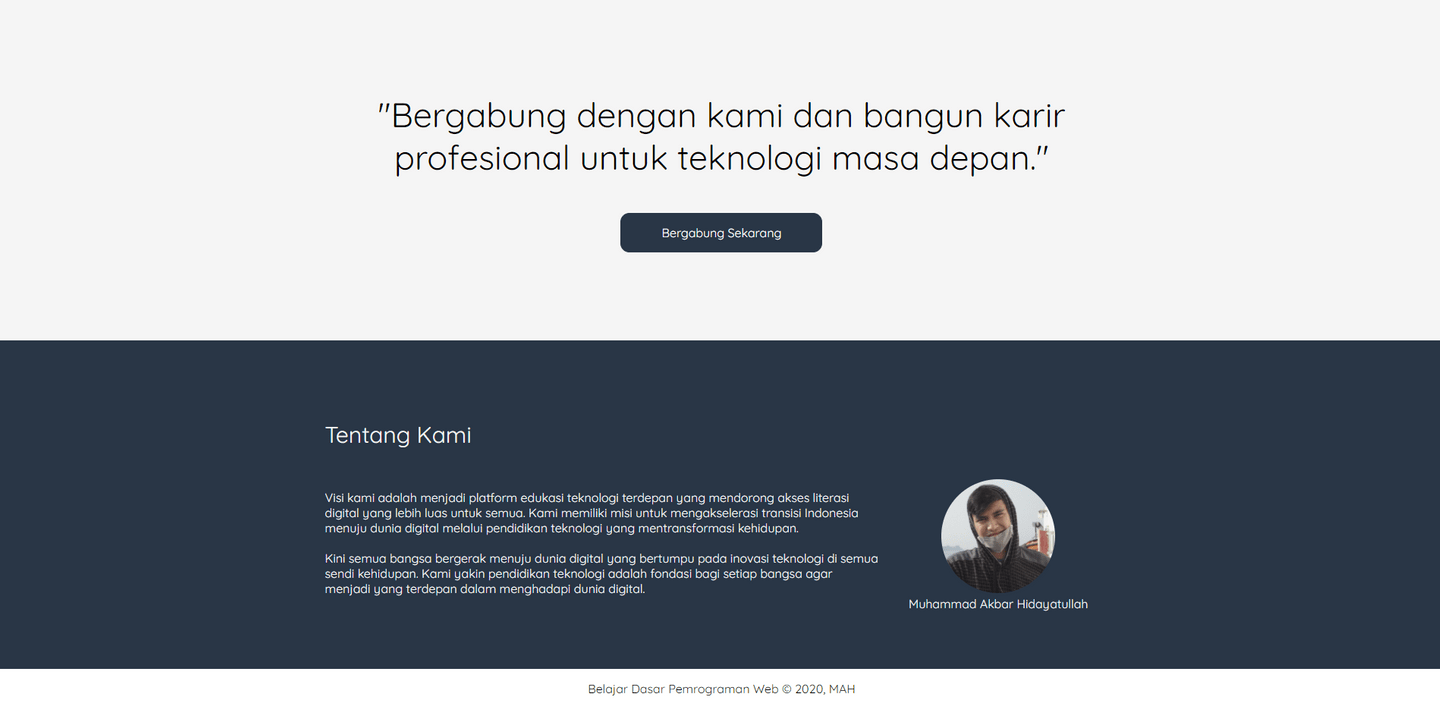 "Bergabung dengan kami dan bangun karir
profesional untuk teknologi masa depan."
Bergabung Sekarang
Tentang Kami
Visi kami adalah menjadi platform edukasi teknologi terdepan yang mendorong akses literasi
digital yang lebih luas untuk semua. Kami memiliki misi untuk mengakselerasi transisi Indonesia
menuju dunia digital melalui pendidikan teknologi yang mentransformasi kehidupan.
Kini semua bangsa bergerak menuju dunia digital yang bertumpu pada inovasi teknologi di semua
sendi kehidupan. Kami yakin pendidikan teknologi adalah fondasi bagi setiap bangsa agar
menjadi yang terdepan dalam menghadapi dunia digital.
Muhammad Akbar Hidayatullah
Belajar Dasar Pemrograman Web © 2020, MAH